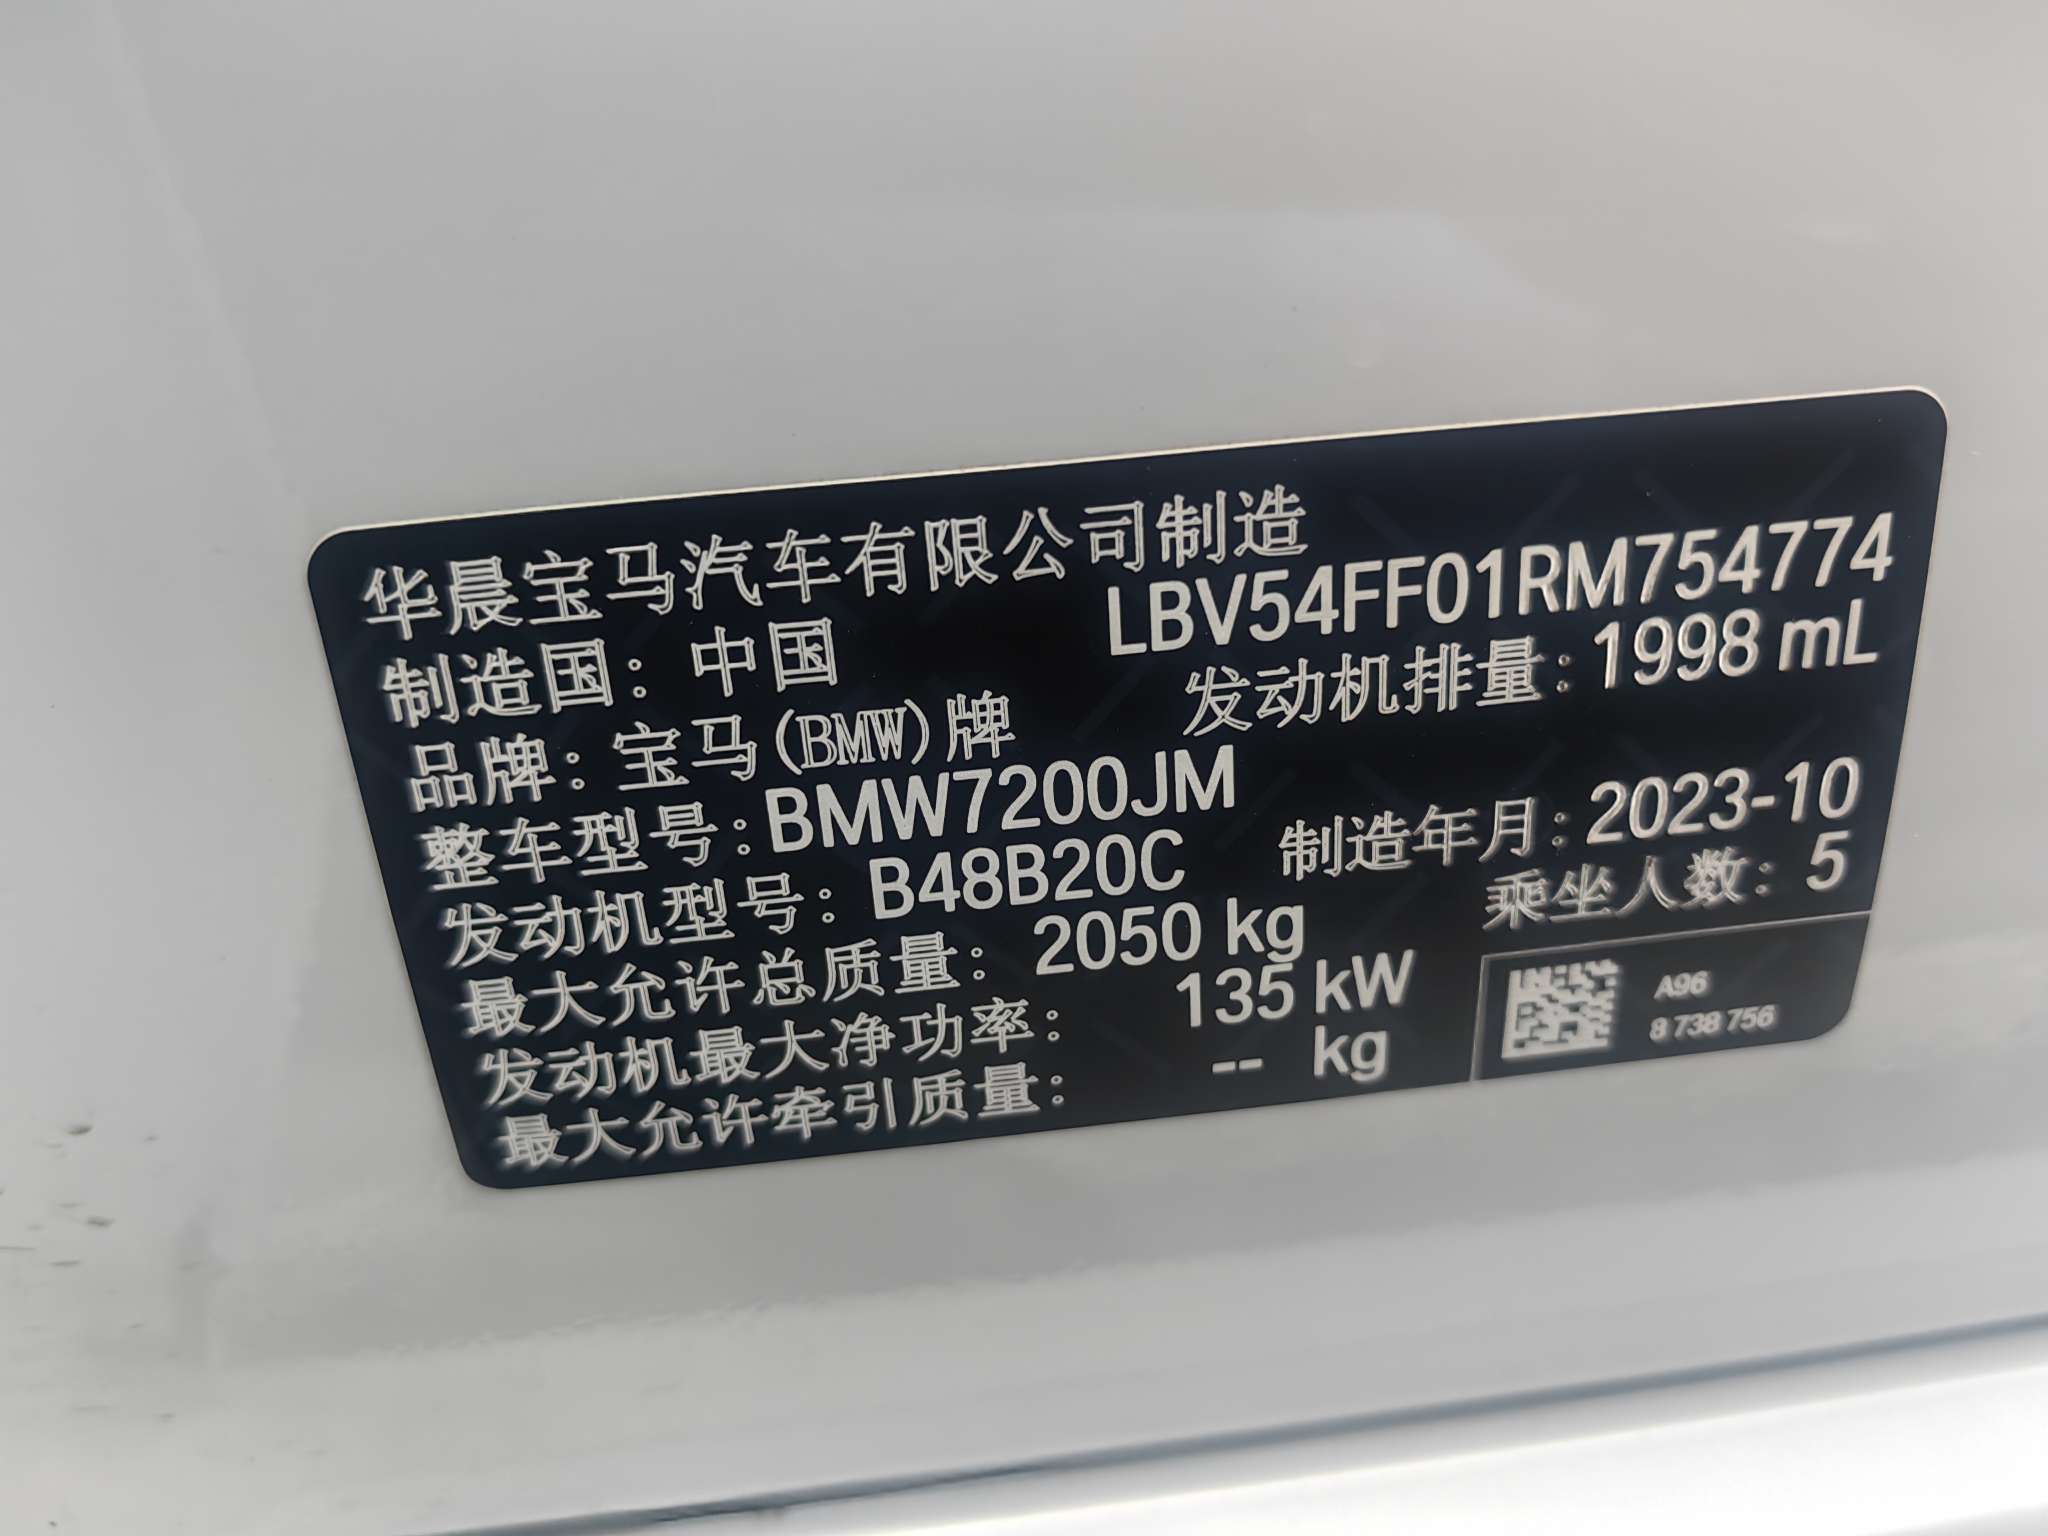 华晨宝马汽车有限公司制造
制造国：中国 LBV54FF01RM754774
品牌：宝马(BMW)牌 发动机排量：1998 mL
整车型号：BMW7200JM
发动机型号：B48B20C 制造年月：2023-10
最大允许总质量：2050 kg 乘坐人数：5
发动机最大净功率：135 kW
最大允许牵引质量：-- kg
A96
8 738 756